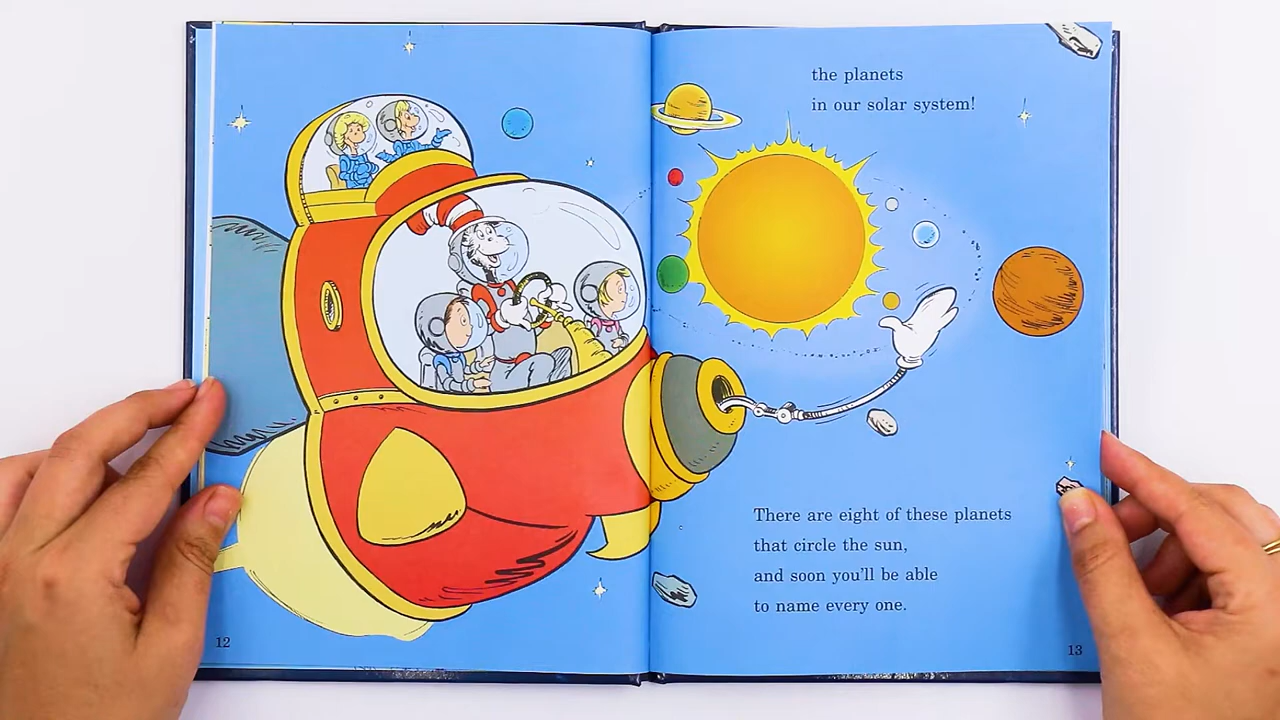 the planets
in our solar system!
There are eight of these planets
that circle the sun,
and soon you'll be able
to name every one.
12
13